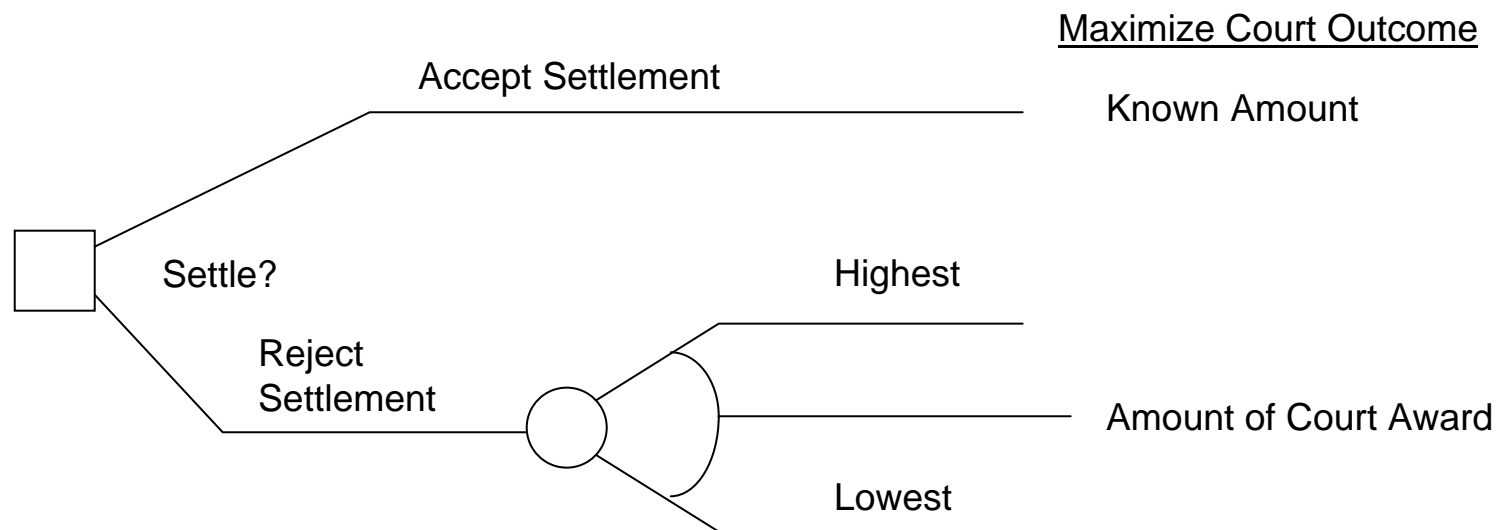 Maximize Court Outcome
Accept Settlement
Known Amount
Settle?
Highest
Reject
Settlement
Amount of Court Award
Lowest